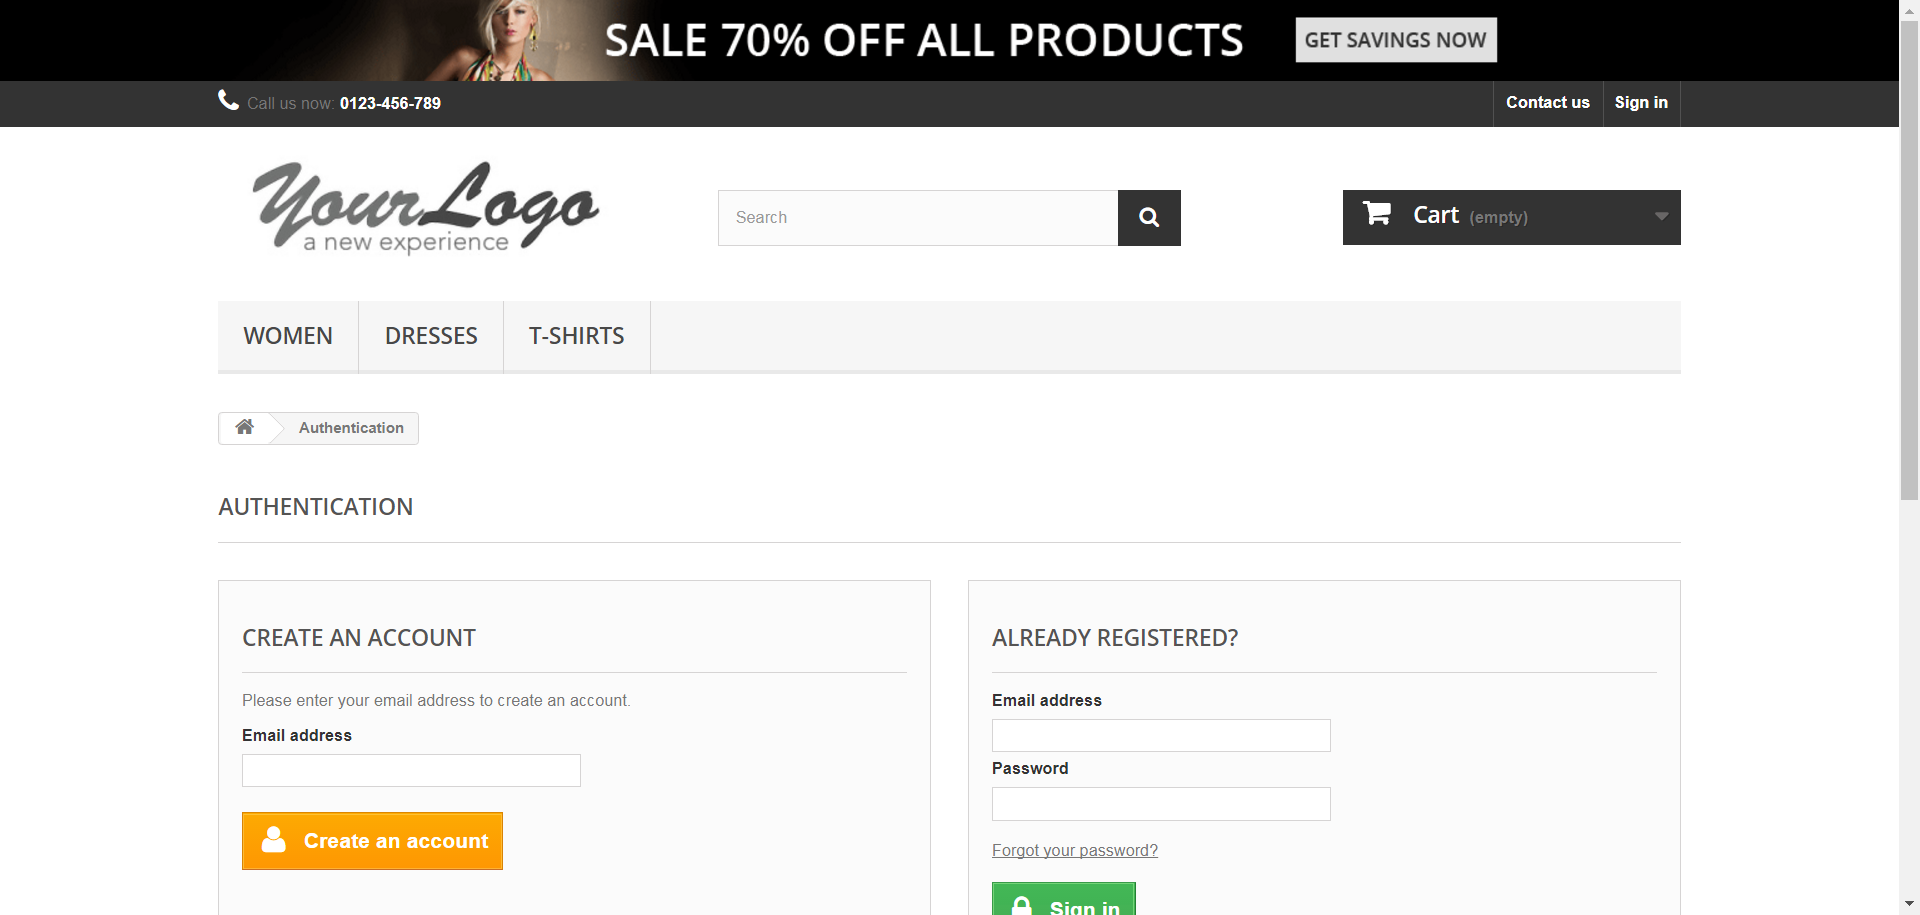 SALE 70% OFF ALL PRODUCTS GET SAVINGS NOW
Call us now: 0123-456-789 Contact us Sign in
YourLogo
a new experience
Search
Cart (empty)
WOMEN DRESSES T-SHIRTS
Authentication
AUTHENTICATION
CREATE AN ACCOUNT
Please enter your email address to create an account.
Email address
Create an account
ALREADY REGISTERED?
Email address
Password
Forgot your password?
Sign in